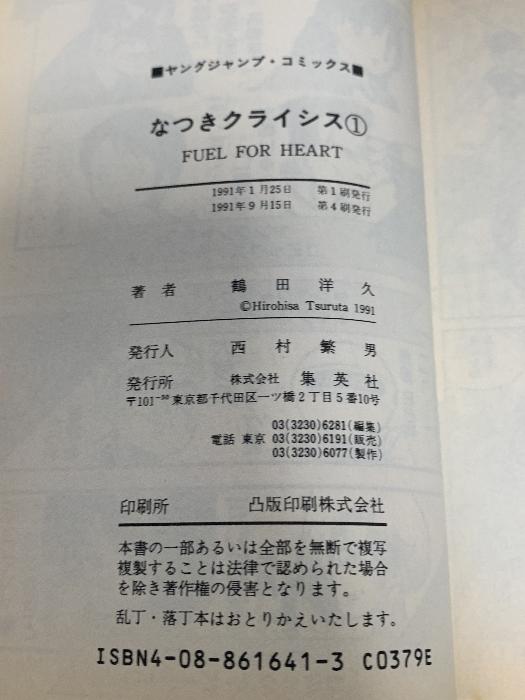 ■ヤングジャンプ・コミックス■
なつきクライシス①
FUEL FOR HEART
1991年1月25日 第1刷発行
1991年9月15日 第4刷発行
著者 鶴田洋久
©Hirohisa Tsuruta 1991
発行人 西村繁男
発行所 株式会社 集英社
〒101-50 東京都千代田区一ツ橋2丁目5番10号
03(3230)6281(編集)
電話 東京 03(3230)6191(販売)
03(3230)6077(製作)
印刷所 凸版印刷株式会社
本書の一部あるいは全部を無断で複写
複製することは法律で認められた場合
を除き著作権の侵害となります。
乱丁・落丁本はおとりかえいたします。
ISBN4-08-861641-3 C0379E